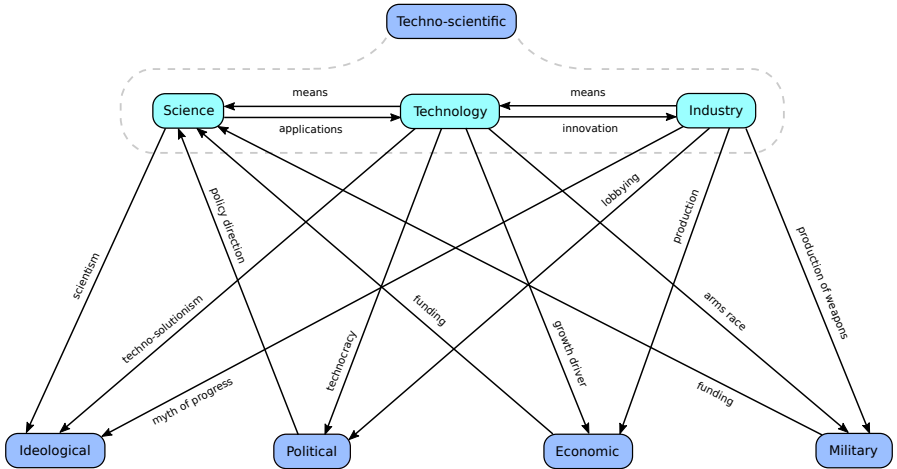 Techno-scientific
means
means
Science
Technology
Industry
applications
innovation
lobbying
policy direction
production
production of weapons
scientism
techno-solutionism
funding
arms race
technocracy
growth driver
myth of progress
funding
Ideological
Political
Economic
Military